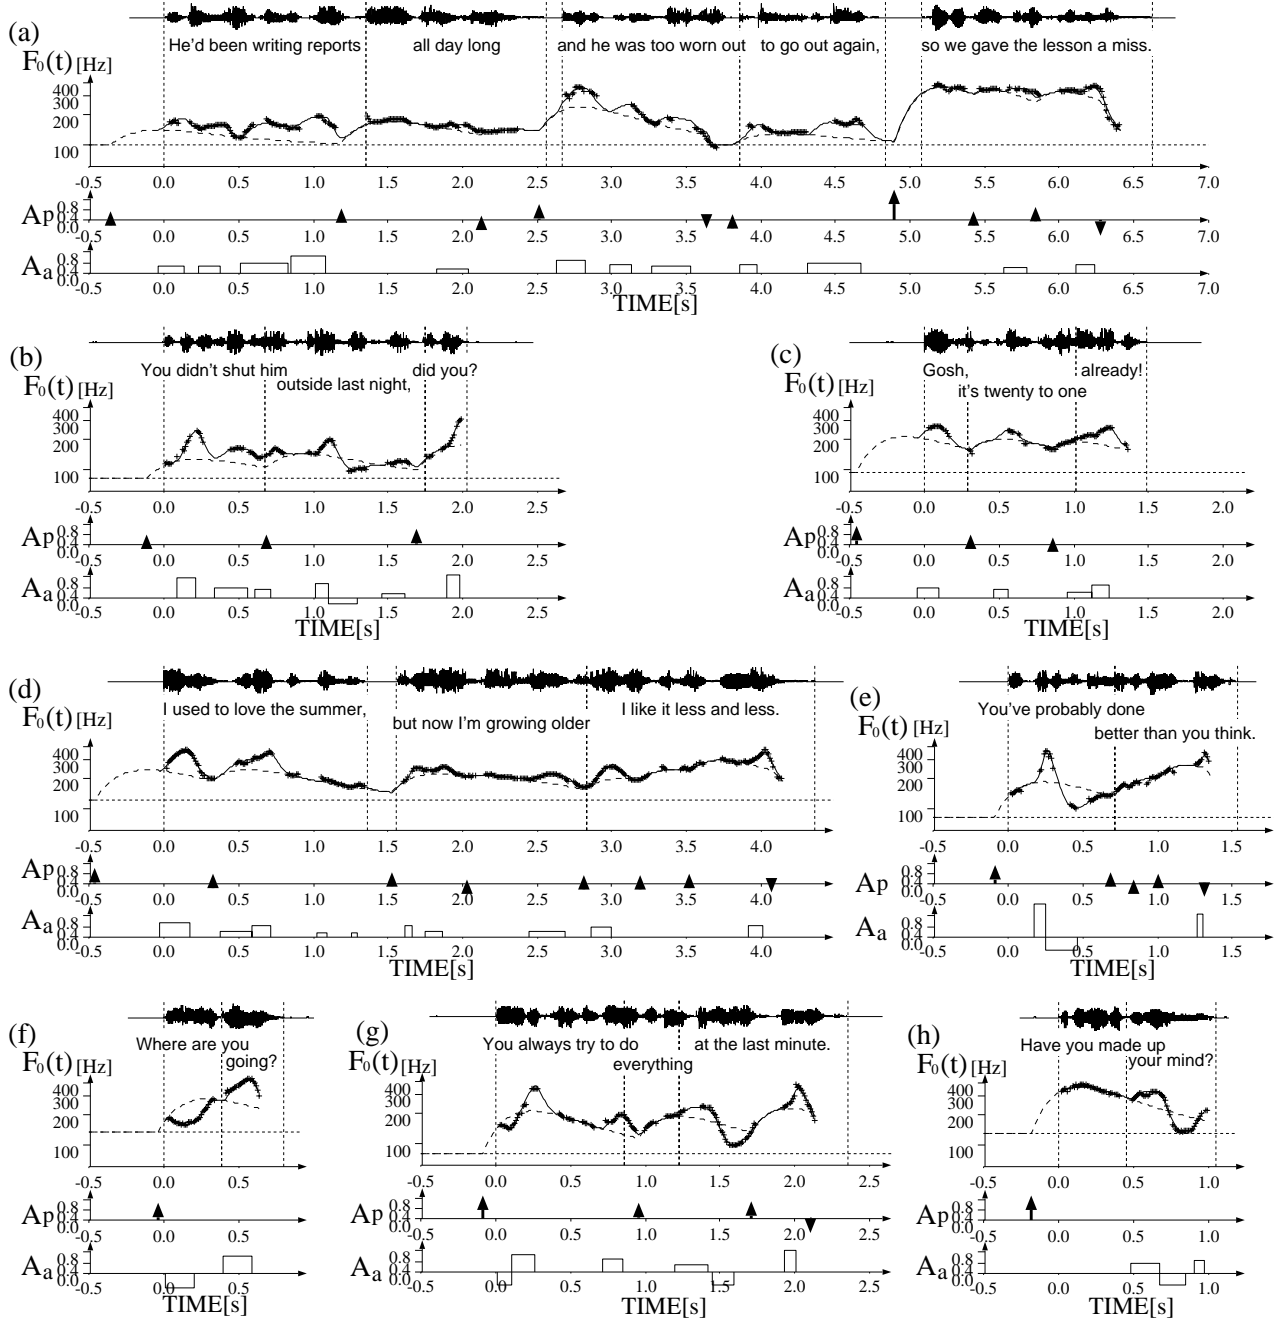 (a)
He'd been writing reports all day long and he was too worn out to go out again, so we gave the lesson a miss.
F₀(t) [Hz]
400
300
200
100
-0.5 0.0 0.5 1.0 1.5 2.0 2.5 3.0 3.5 4.0 4.5 5.0 5.5 6.0 6.5 7.0
Ap 0.8 0.4 0.0
-0.5 0.0 0.5 1.0 1.5 2.0 2.5 3.0 3.5 4.0 4.5 5.0 5.5 6.0 6.5 7.0
Aa 0.8 0.4 0.0
-0.5 0.0 0.5 1.0 1.5 2.0 2.5 3.0 3.5 4.0 4.5 5.0 5.5 6.0 6.5 7.0
TIME[s]
(b)
You didn't shut him outside last night, did you?
F₀(t) [Hz]
400
300
200
100
-0.5 0.0 0.5 1.0 1.5 2.0 2.5
Ap 0.8 0.4 0.0
-0.5 0.0 0.5 1.0 1.5 2.0 2.5
Aa 0.8 0.4 0.0
-0.5 0.0 0.5 1.0 1.5 2.0 2.5
TIME[s]
(c)
Gosh, it's twenty to one already!
F₀(t) [Hz]
400
300
200
100
-0.5 0.0 0.5 1.0 1.5 2.0
Ap 0.8 0.4 0.0
-0.5 0.0 0.5 1.0 1.5 2.0
Aa 0.8 0.4 0.0
-0.5 0.0 0.5 1.0 1.5 2.0
TIME[s]
(d)
I used to love the summer, but now I'm growing older I like it less and less.
F₀(t) [Hz]
400
300
200
100
-0.5 0.0 0.5 1.0 1.5 2.0 2.5 3.0 3.5 4.0
Ap 0.8 0.4 0.0
-0.5 0.0 0.5 1.0 1.5 2.0 2.5 3.0 3.5 4.0
Aa 0.8 0.4 0.0
-0.5 0.0 0.5 1.0 1.5 2.0 2.5 3.0 3.5 4.0
TIME[s]
(e)
You've probably done better than you think.
F₀(t) [Hz]
400
300
200
100
-0.5 0.0 0.5 1.0 1.5
Ap 0.8 0.4 0.0
-0.5 0.0 0.5 1.0 1.5
Aa 0.8 0.4 0.0
-0.5 0.0 0.5 1.0 1.5
TIME[s]
(f)
Where are you going?
F₀(t) [Hz]
400
300
200
100
-0.5 0.0 0.5
Ap 0.8 0.4 0.0
-0.5 0.0 0.5
Aa 0.8 0.4 0.0
-0.5 0.0 0.5
TIME[s]
(g)
You always try to do everything at the last minute.
F₀(t) [Hz]
400
300
200
100
-0.5 0.0 0.5 1.0 1.5 2.0 2.5
Ap 0.8 0.4 0.0
-0.5 0.0 0.5 1.0 1.5 2.0 2.5
Aa 0.8 0.4 0.0
-0.5 0.0 0.5 1.0 1.5 2.0 2.5
TIME[s]
(h)
Have you made up your mind?
F₀(t) [Hz]
400
300
200
100
-0.5 0.0 0.5 1.0
Ap 0.8 0.4 0.0
-0.5 0.0 0.5 1.0
Aa 0.8 0.4 0.0
-0.5 0.0 0.5 1.0
TIME[s]